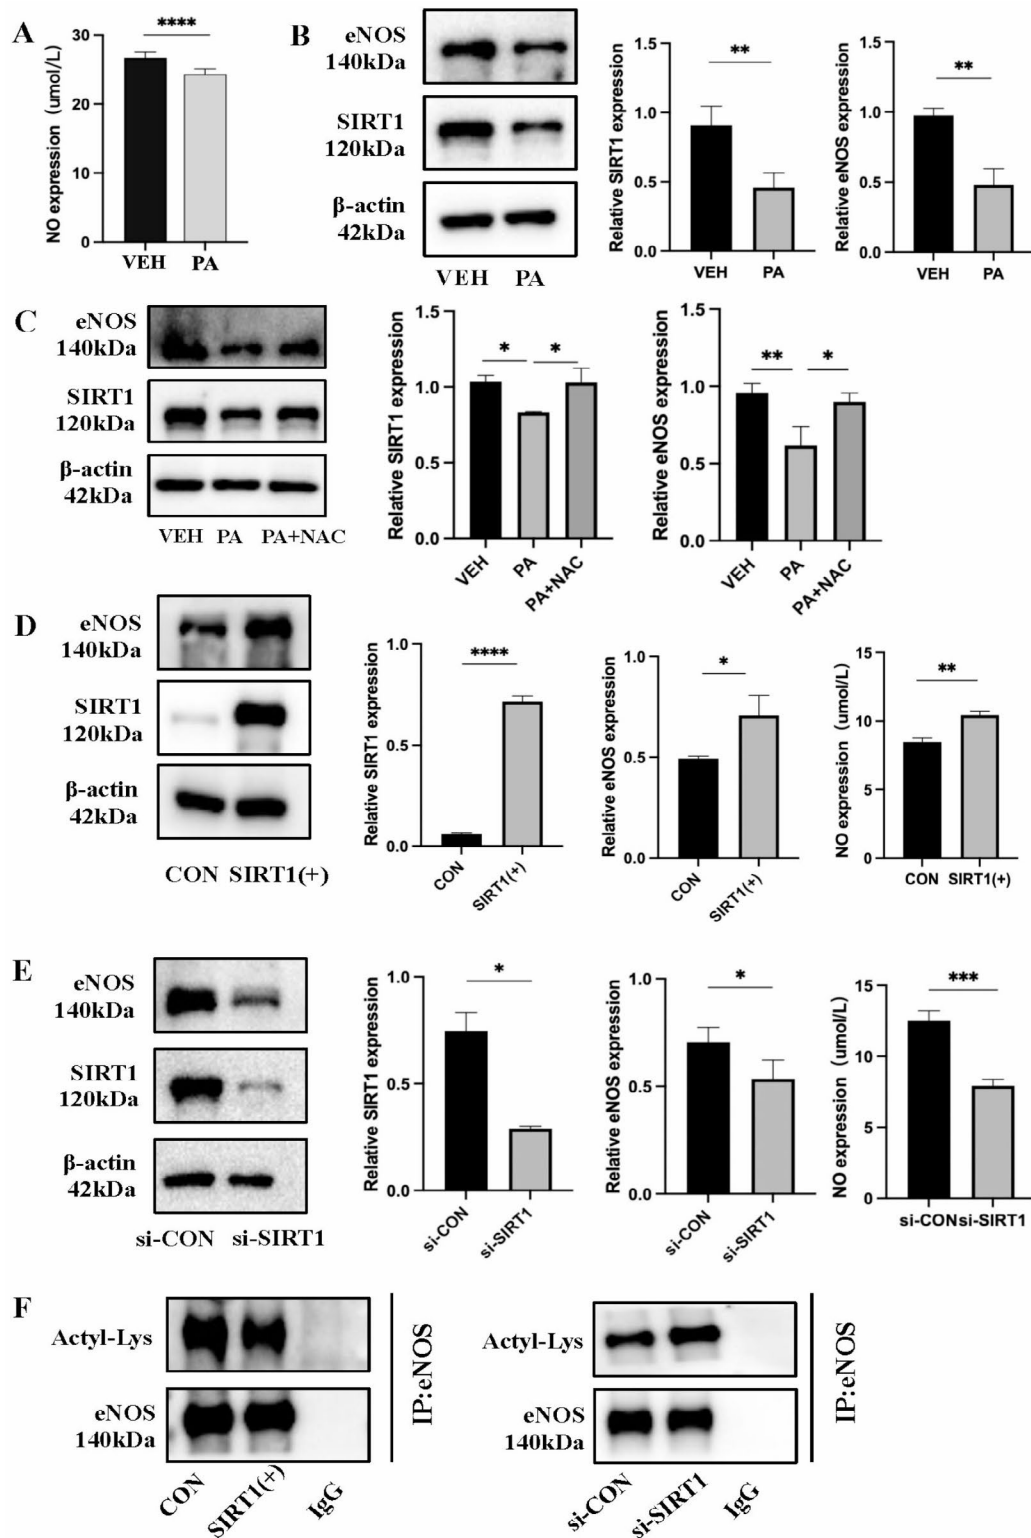 A
****
NO expression (umol/L)
30
20
10
0
VEH PA
B
eNOS
140kDa
SIRT1
120kDa
β-actin
42kDa
VEH PA
Relative SIRT1 expression
1.5
1.0
0.5
0.0
**
VEH PA
Relative eNOS expression
1.5
1.0
0.5
0.0
**
VEH PA
C
eNOS
140kDa
SIRT1
120kDa
β-actin
42kDa
VEH PA PA+NAC
Relative SIRT1 expression
1.5
1.0
0.5
0.0
* *
VEH PA PA+NAC
Relative eNOS expression
1.5
1.0
0.5
0.0
** *
VEH PA PA+NAC
D
eNOS
140kDa
SIRT1
120kDa
β-actin
42kDa
CON SIRT1(+)
Relative SIRT1 expression
1.0
0.5
0.0
****
CON SIRT1(+)
Relative eNOS expression
1.0
0.5
0.0
*
CON SIRT1(+)
NO expression (umol/L)
15
10
5
0
**
CON SIRT1(+)
E
eNOS
140kDa
SIRT1
120kDa
β-actin
42kDa
si-CON si-SIRT1
Relative SIRT1 expression
1.0
0.5
0.0
*
si-CON si-SIRT1
Relative eNOS expression
1.0
0.5
0.0
*
si-CON si-SIRT1
NO expression (umol/L)
15
10
5
0
***
si-CON si-SIRT1
F
Actyl-Lys
eNOS
140kDa
CON SIRT1(+) IgG
IP:eNOS
Actyl-Lys
eNOS
140kDa
si-CON si-SIRT1 IgG
IP:eNOS